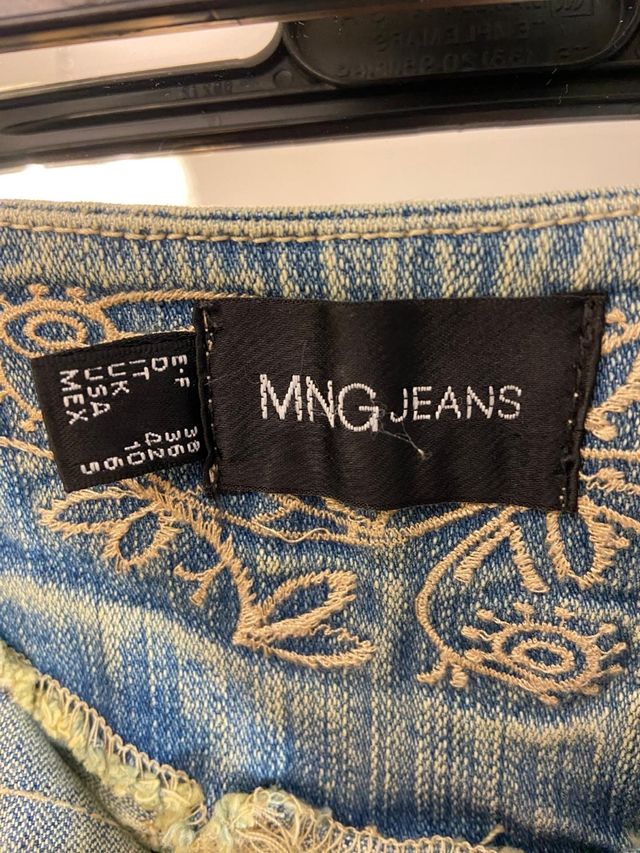 MNG JEANS
E-F 38
D 36
IT 42
UK 10
USA 6
MEX 5